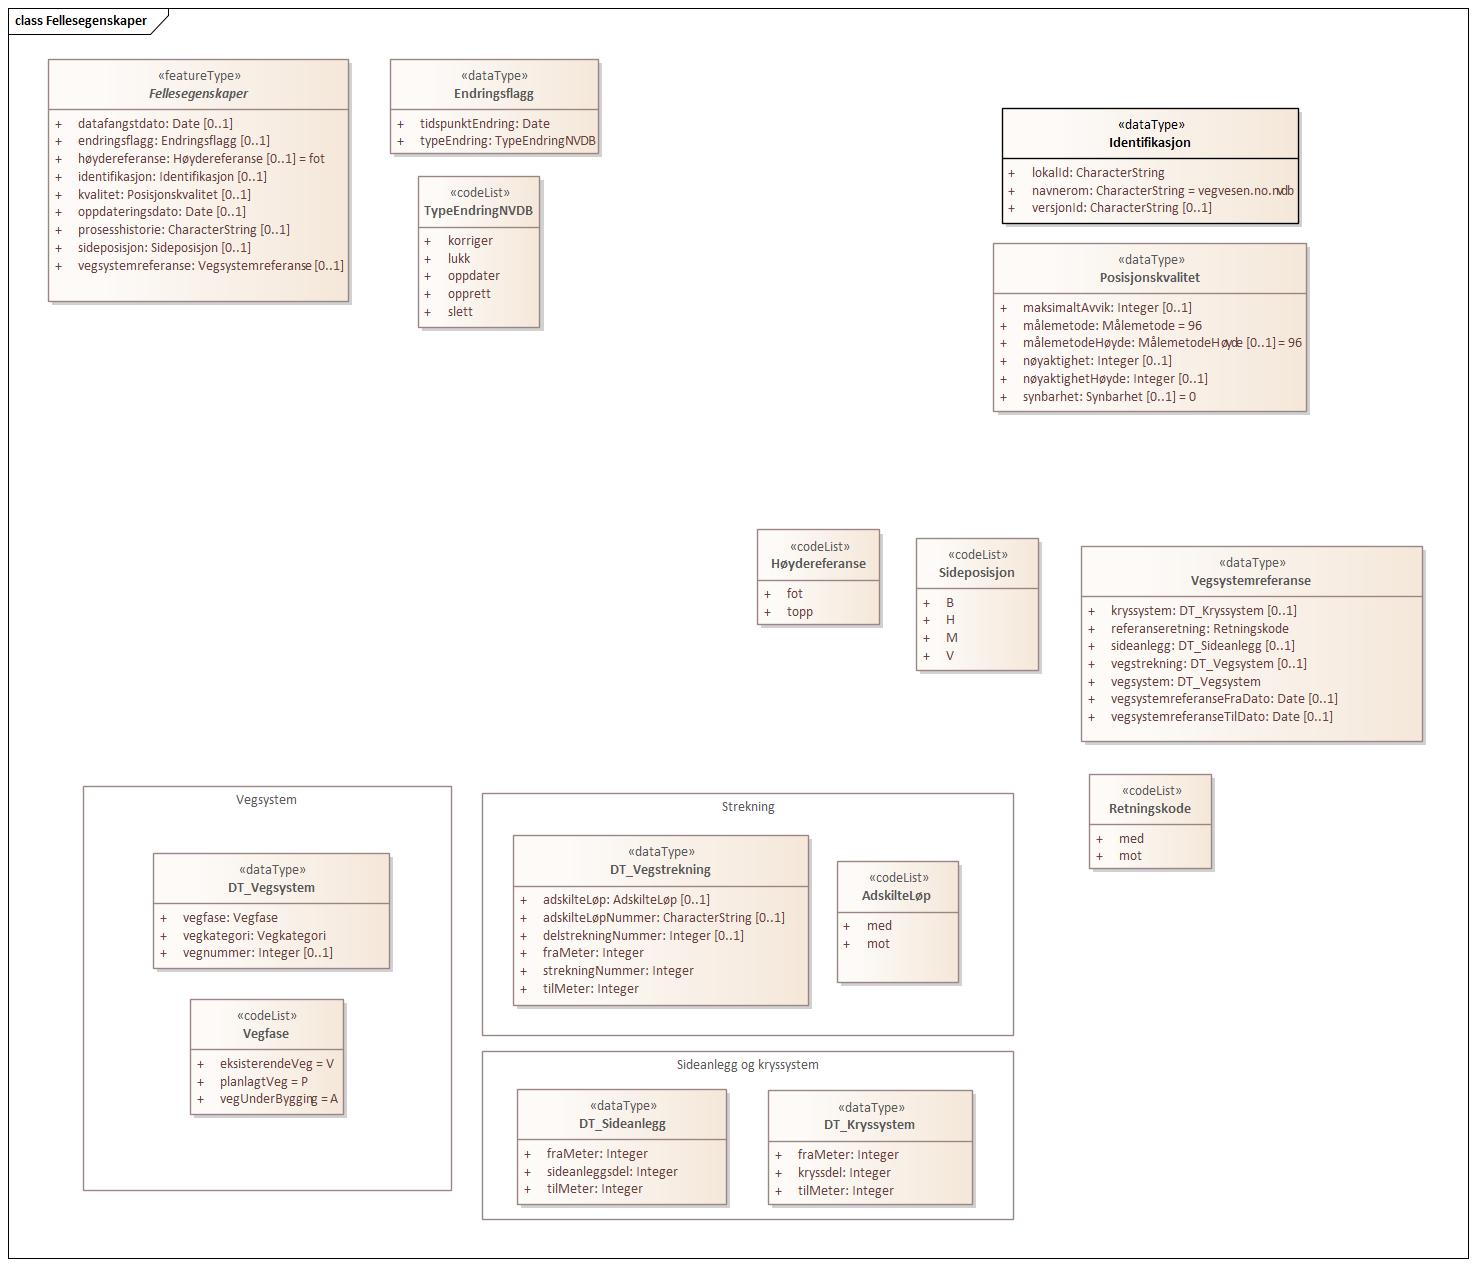 class Fellesegenskaper
«featureType»
Fellesegenskaper
+ datafangstdato: Date [0..1]
+ endringsflagg: Endringsflagg [0..1]
+ høydereferanse: Høydereferanse [0..1] = fot
+ identifikasjon: Identifikasjon [0..1]
+ kvalitet: Posisjonskvalitet [0..1]
+ oppdateringsdato: Date [0..1]
+ prosesshistorie: CharacterString [0..1]
+ sideposisjon: Sideposisjon [0..1]
+ vegsystemreferanse: Vegsystemreferanse [0..1]
«dataType»
Endringsflagg
+ tidspunktEndring: Date
+ typeEndring: TypeEndringNVDB
«codeList»
TypeEndringNVDB
+ korriger
+ lukk
+ oppdater
+ opprett
+ slett
«dataType»
Identifikasjon
+ lokalId: CharacterString
+ navnerom: CharacterString = vegvesen.no.nvdb
+ versjonId: CharacterString [0..1]
«dataType»
Posisjonskvalitet
+ maksimaltAvvik: Integer [0..1]
+ målemetode: Målemetode = 96
+ målemetodeHøyde: MålemetodeHøyde [0..1] = 96
+ nøyaktighet: Integer [0..1]
+ nøyaktighetHøyde: Integer [0..1]
+ synbarhet: Synbarhet [0..1] = 0
«codeList»
Høydereferanse
+ fot
+ topp
«codeList»
Sideposisjon
+ B
+ H
+ M
+ V
«dataType»
Vegsystemreferanse
+ kryssystem: DT_Kryssystem [0..1]
+ referanseretning: Retningskode
+ sideanlegg: DT_Sideanlegg [0..1]
+ vegstrekning: DT_Vegsystem [0..1]
+ vegsystem: DT_Vegsystem
+ vegsystemreferanseFraDato: Date [0..1]
+ vegsystemreferanseTilDato: Date [0..1]
«codeList»
Retningskode
+ med
+ mot
Vegsystem
«dataType»
DT_Vegsystem
+ vegfase: Vegfase
+ vegkategori: Vegkategori
+ vegnummer: Integer [0..1]
«codeList»
Vegfase
+ eksisterendeVeg = V
+ planlagtVeg = P
+ vegUnderBygging = A
Strekning
«dataType»
DT_Vegstrekning
+ adskilteLøp: AdskilteLøp [0..1]
+ adskilteLøpNummer: CharacterString [0..1]
+ delstrekningNummer: Integer [0..1]
+ fraMeter: Integer
+ strekningNummer: Integer
+ tilMeter: Integer
«codeList»
AdskilteLøp
+ med
+ mot
Sideanlegg og kryssystem
«dataType»
DT_Sideanlegg
+ fraMeter: Integer
+ sideanleggsdel: Integer
+ tilMeter: Integer
«dataType»
DT_Kryssystem
+ fraMeter: Integer
+ kryssdel: Integer
+ tilMeter: Integer